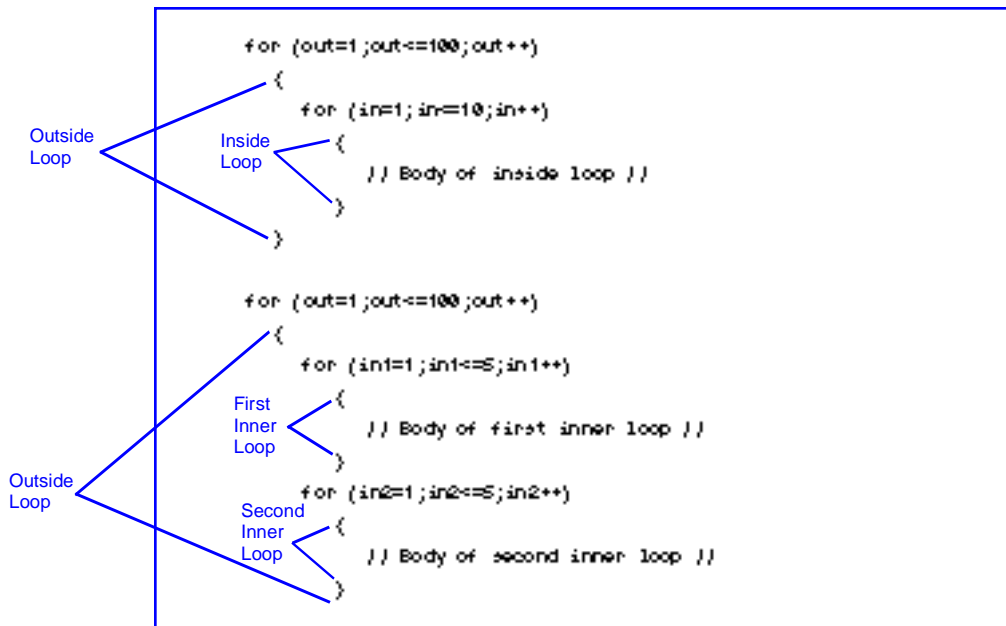 for (out=1;out<=100;out++)
{
for (in=1;in<=10;in++)
Outside
Loop
Inside
Loop
{
// Body of inside loop //
}
}
for (out=1;out<=100;out++)
{
for (in1=1;in1<=5;in1++)
First
Inner
Loop
{
// Body of first inner loop //
}
Outside
Loop
for (in2=1;in2<=5;in2++)
Second
Inner
Loop
{
// Body of second inner loop //
}